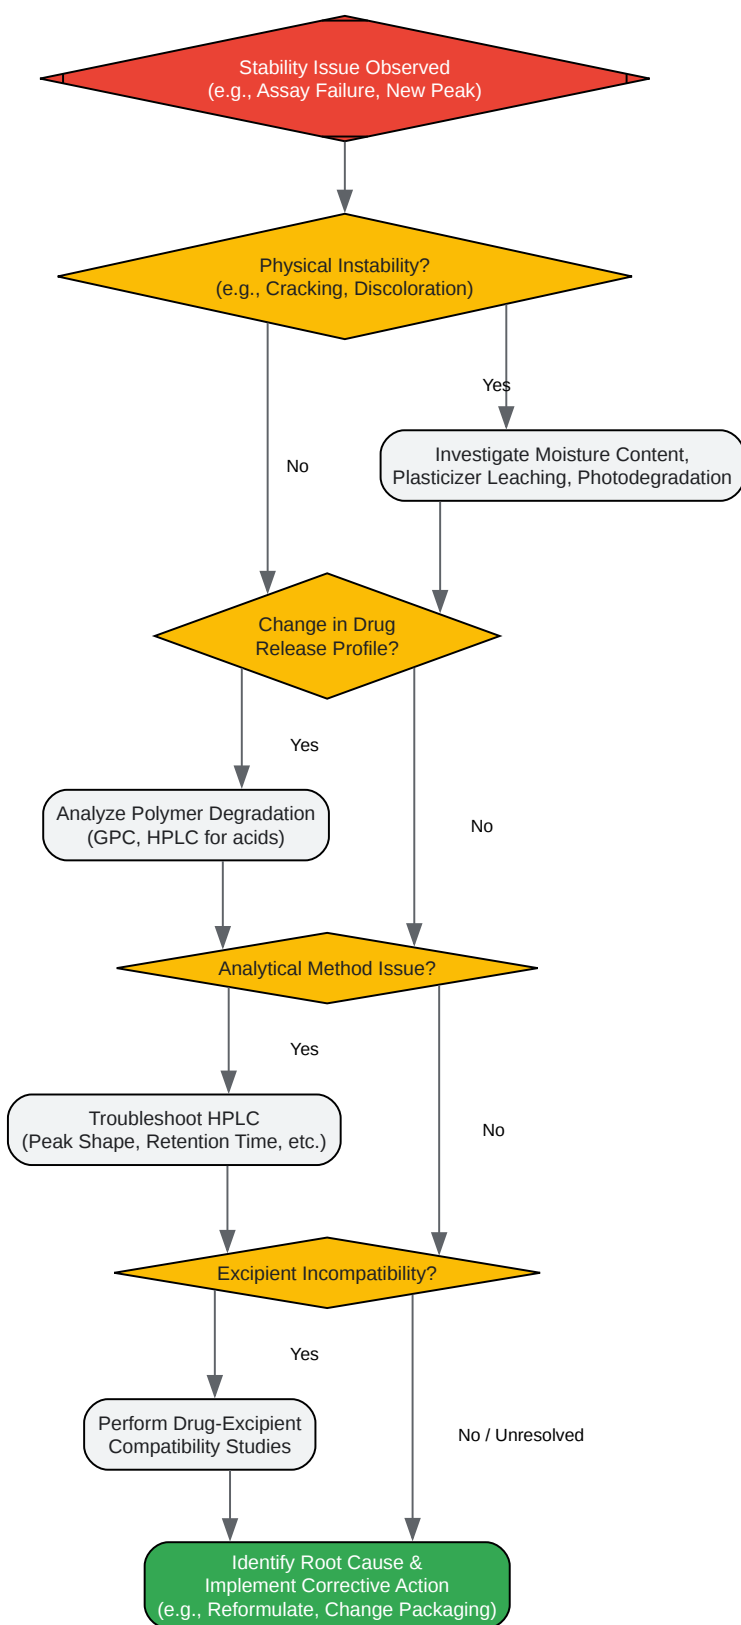 Stability Issue Observed
(e.g., Assay Failure, New Peak)
Physical Instability?
(e.g., Cracking, Discoloration)
Yes
Investigate Moisture Content,
Plasticizer Leaching, Photodegradation
No
Change in Drug
Release Profile?
Yes
Analyze Polymer Degradation
(GPC, HPLC for acids)
No
Analytical Method Issue?
Yes
Troubleshoot HPLC
(Peak Shape, Retention Time, etc.)
No
Excipient Incompatibility?
Yes
Perform Drug-Excipient
Compatibility Studies
No / Unresolved
Identify Root Cause &
Implement Corrective Action
(e.g., Reformulate, Change Packaging)